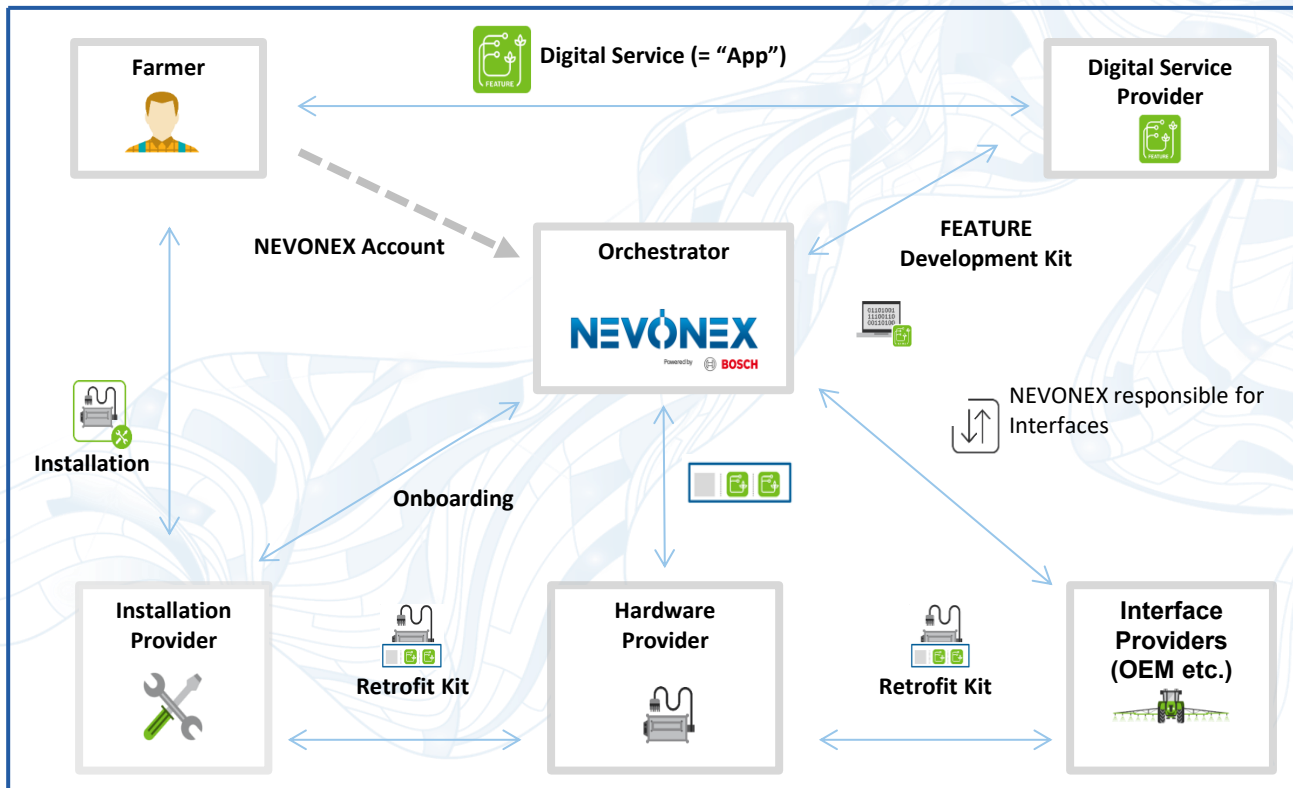 Farmer
Digital Service (= “App”)
FEATURE
Digital Service
Provider
FEATURE
NEVONEX Account
Orchestrator
NEVONEX
Powered by BOSCH
FEATURE
Development Kit
01101001
11100110
00110100
NEVONEX responsible for
Interfaces
Installation
Onboarding
Installation
Provider
Retrofit Kit
Hardware
Provider
Retrofit Kit
Interface
Providers
(OEM etc.)